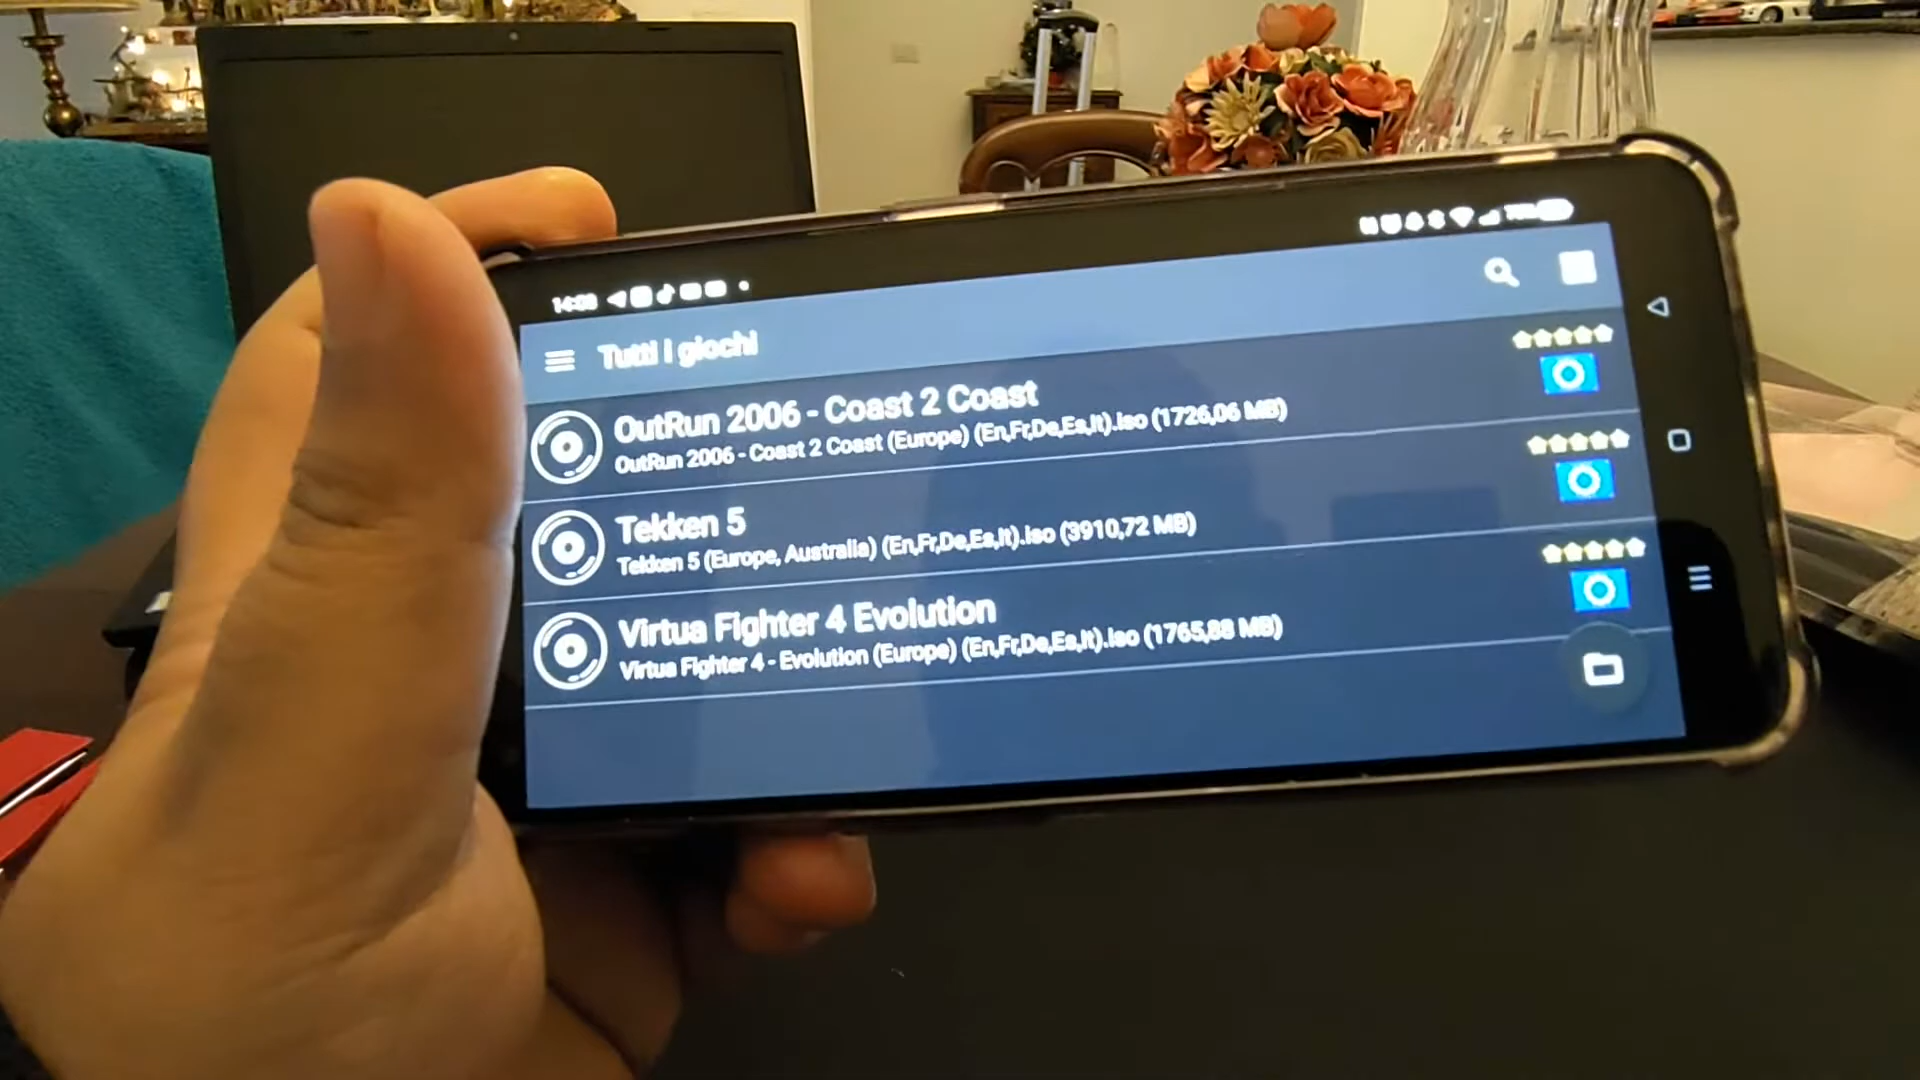 14:08
Tutti i giochi
OutRun 2006 - Coast 2 Coast
OutRun 2006 - Coast 2 Coast (Europe) (En,Fr,De,Es,It).iso (1726,06 MB)
Tekken 5
Tekken 5 (Europe, Australia) (En,Fr,De,Es,It).iso (3910,72 MB)
Virtua Fighter 4 Evolution
Virtua Fighter 4 - Evolution (Europe) (En,Fr,De,Es,It).iso (1765,88 MB)